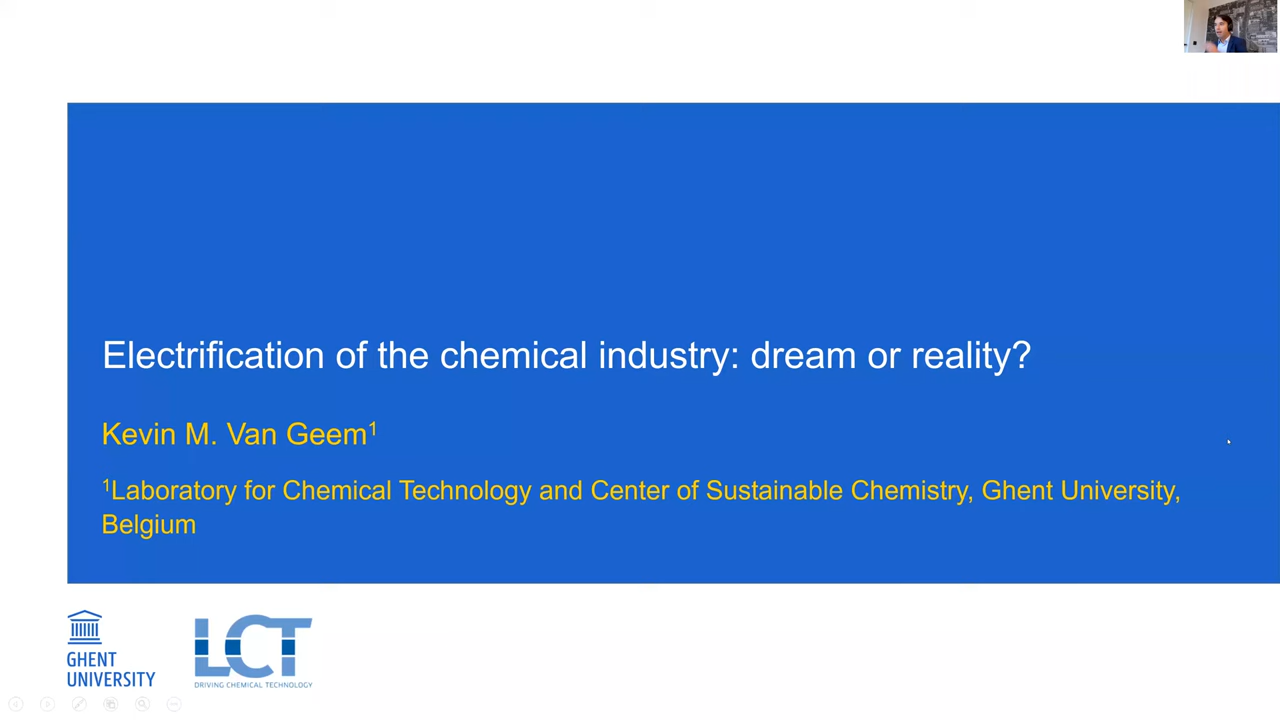 Electrification of the chemical industry: dream or reality?
Kevin M. Van Geem¹
¹Laboratory for Chemical Technology and Center of Sustainable Chemistry, Ghent University,
Belgium
GHENT
UNIVERSITY
LCT
DRIVING CHEMICAL TECHNOLOGY